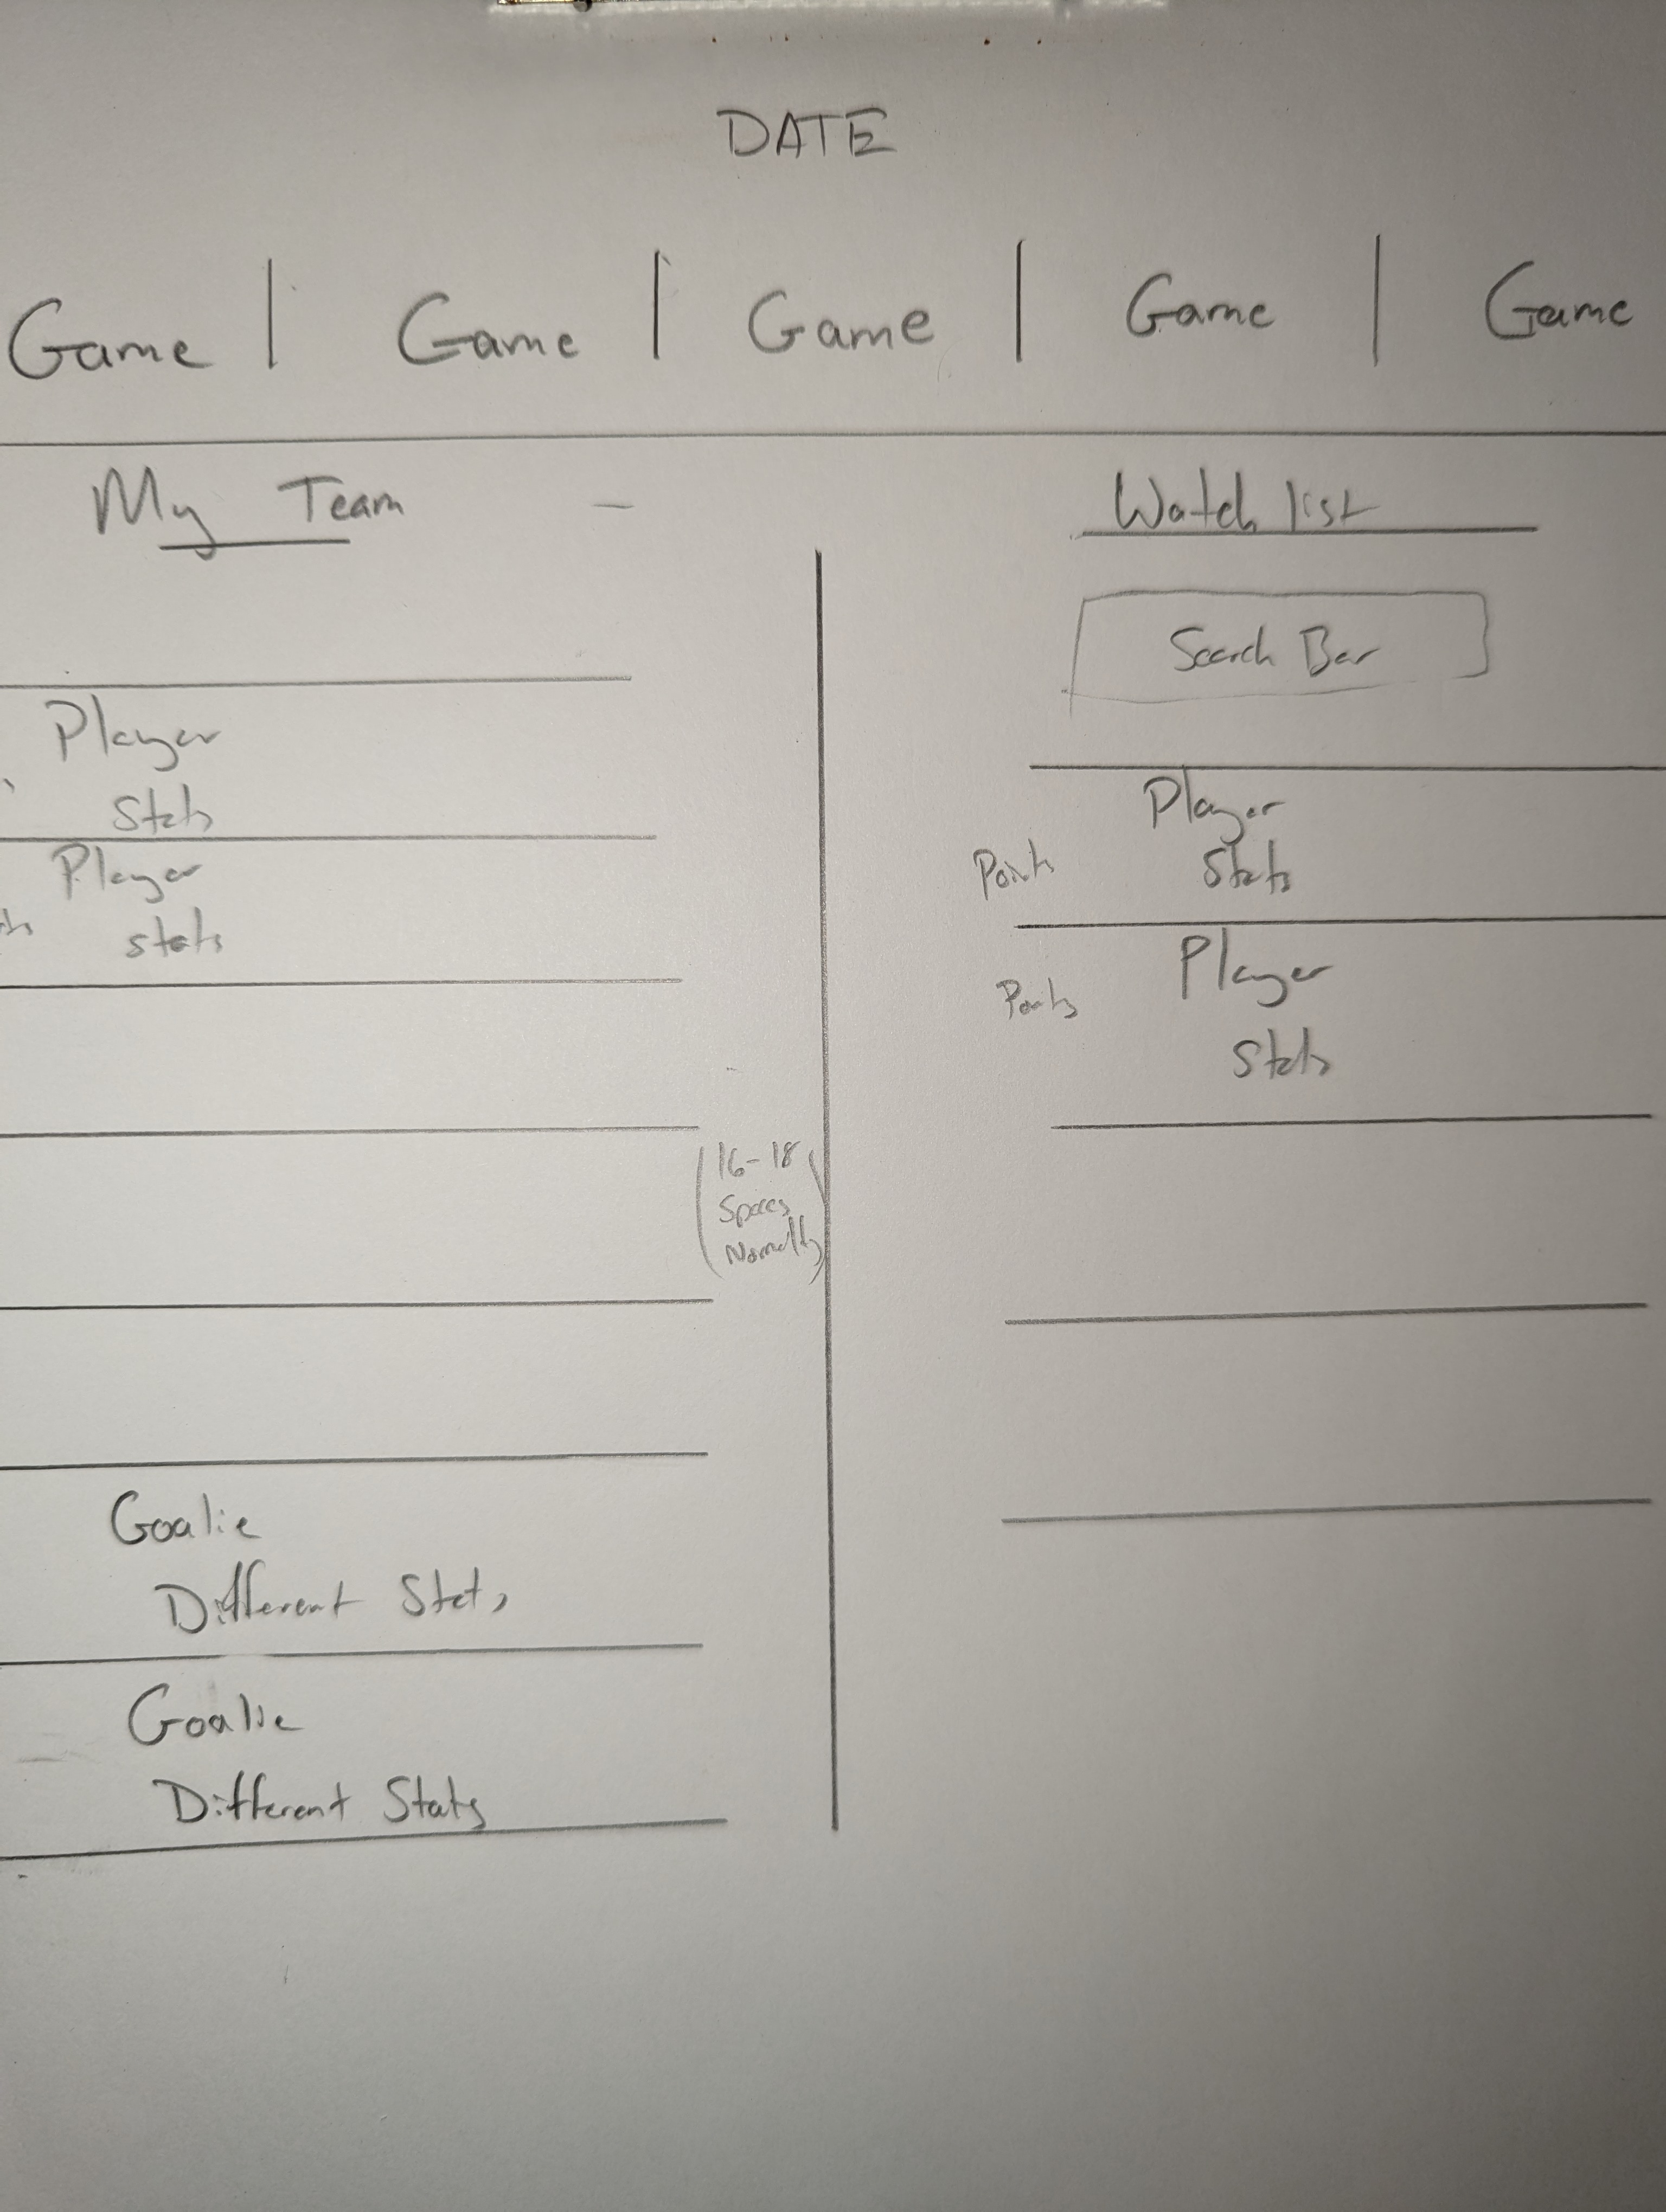 DATE
Game | Game | Game | Game | Game
My Team
Player
Stats
Player
stats
(16-18
Spaces
Normally)
Goalie
Different Stats
Goalie
Different Stats
Watch list
Search Bar
Player
Points Stats
Player
Points
Stats